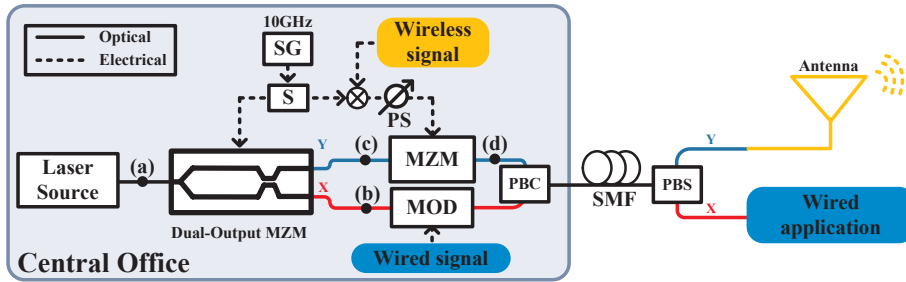 Optical
Electrical
10GHz
SG
Wireless
signal
Antenna
S
PS
Y
(c)
(d)
Y
Laser
Source
(a)
MZM
X
(b)
PBC
SMF
PBS
MOD
X
Dual-Output MZM
Wired signal
Wired
application
Central Office